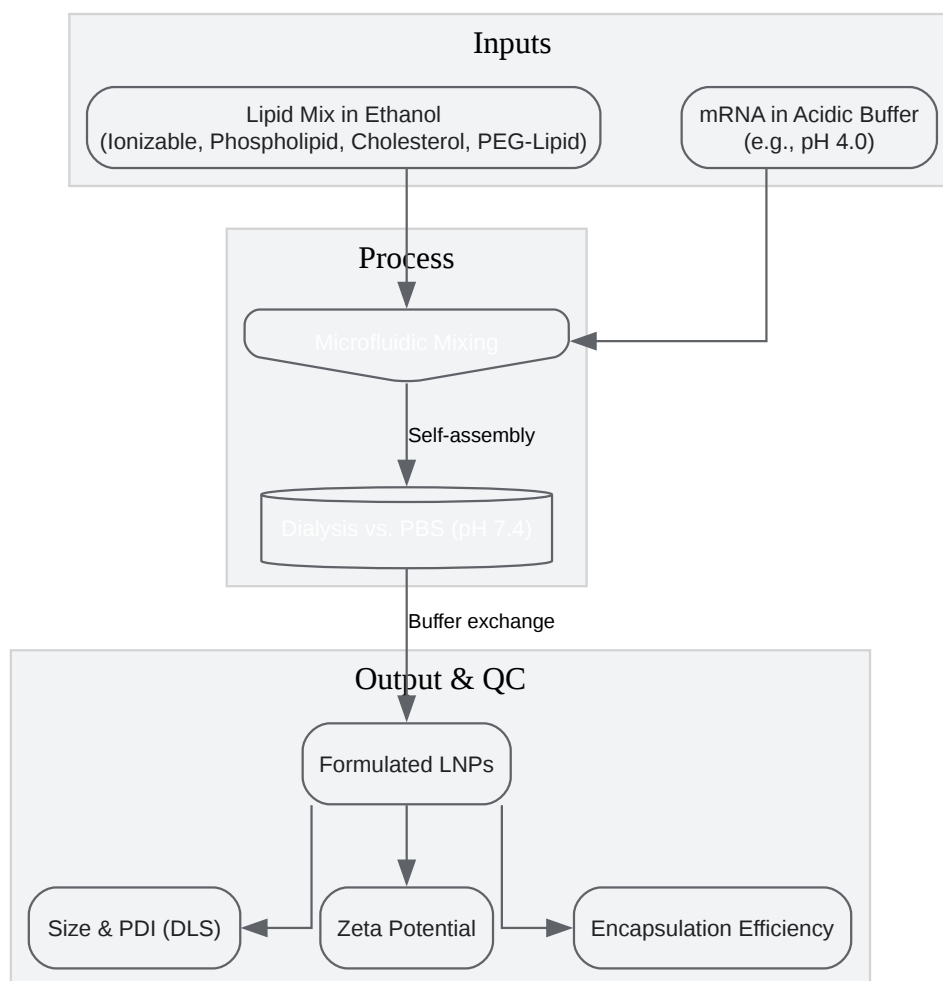 Inputs
Lipid Mix in Ethanol
(Ionizable, Phospholipid, Cholesterol, PEG-Lipid)
mRNA in Acidic Buffer
(e.g., pH 4.0)
Process
Microfluidic Mixing
Self-assembly
Dialysis vs. PBS (pH 7.4)
Buffer exchange
Output & QC
Formulated LNPs
Size & PDI (DLS)
Zeta Potential
Encapsulation Efficiency